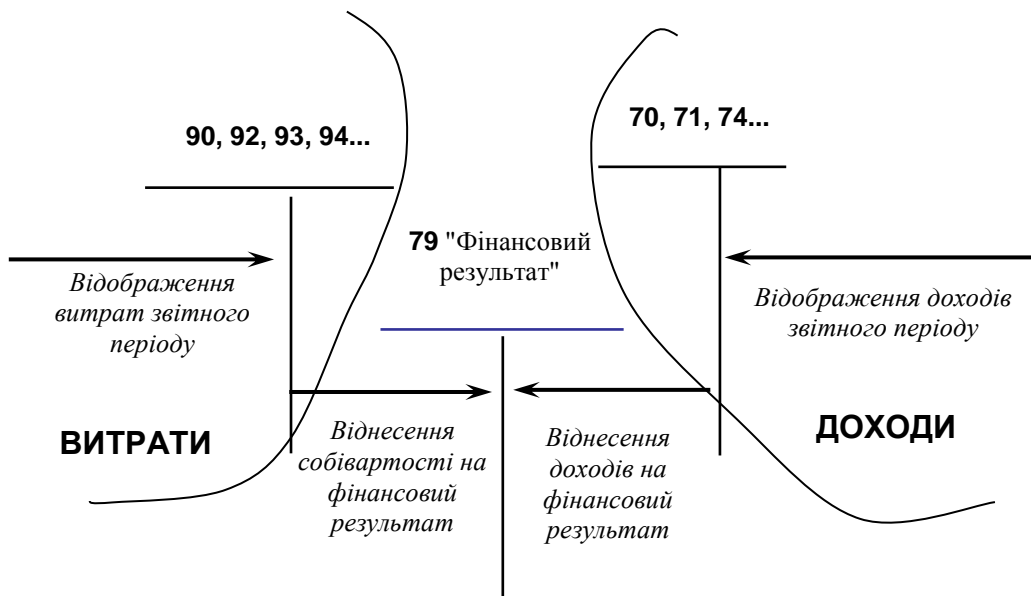 90, 92, 93, 94...
70, 71, 74...
79 "Фінансовий
результат"
Відображення
витрат звітного
періоду
Відображення доходів
звітного періоду
ВИТРАТИ
ДОХОДИ
Віднесення
собівартості на
фінансовий
результат
Віднесення
доходів на
фінансовий
результат